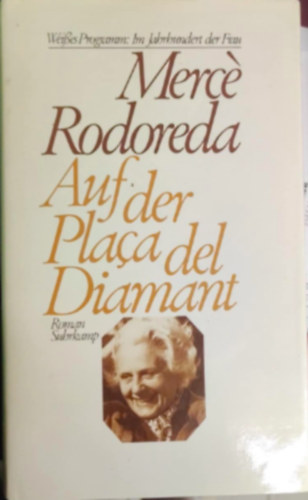 Weißes Programm: Im Jahrhundert der Frau
Mercè
Rodoreda
Auf der
Plaça del
Diamant
Roman
Suhrkamp